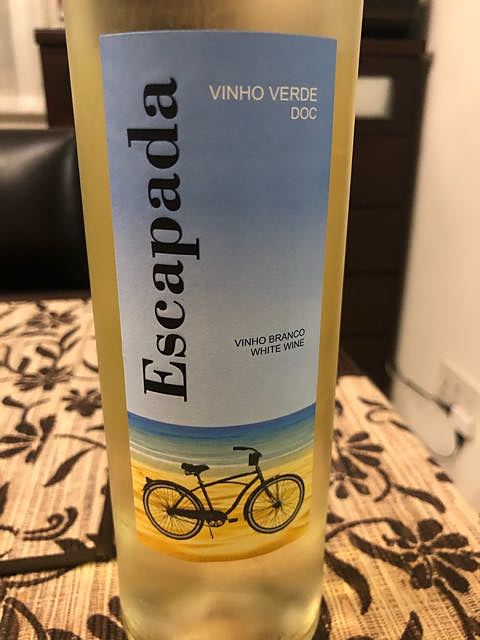 Escapada
VINHO VERDE
DOC
VINHO BRANCO
WHITE WINE